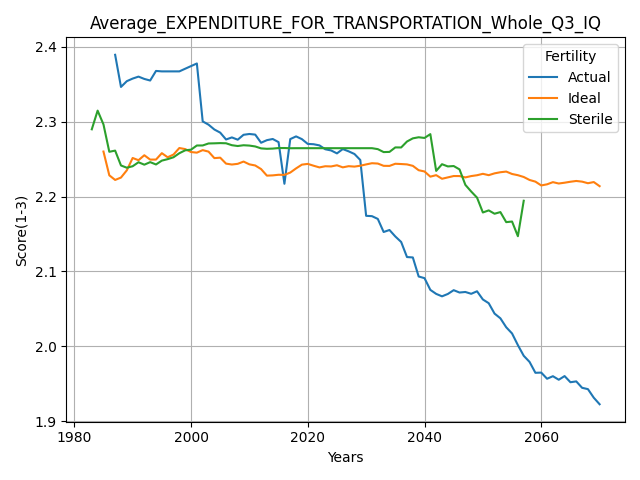 Average_EXPENDITURE_FOR_TRANSPORTATION_Whole_Q3_IQ
Fertility
Actual
Ideal
Sterile
Score(1-3)
2.4
2.3
2.2
2.1
2.0
1.9
1980 2000 2020 2040 2060
Years